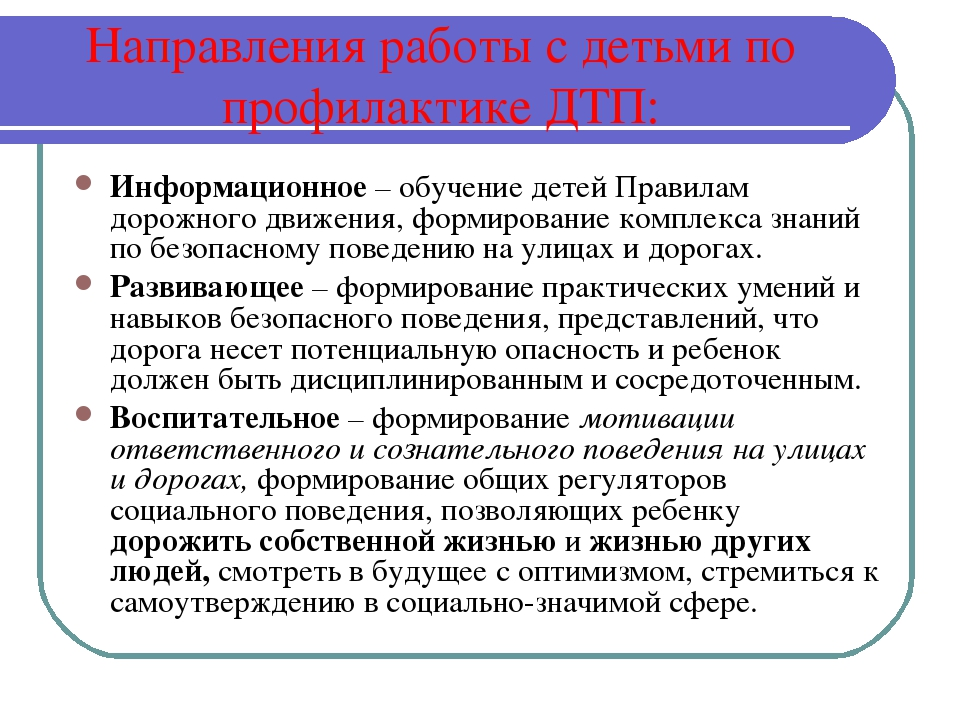 Направления работы с детьми по
профилактике ДТП:
Информационное – обучение детей Правилам
дорожного движения, формирование комплекса знаний
по безопасному поведению на улицах и дорогах.
Развивающее – формирование практических умений и
навыков безопасного поведения, представлений, что
дорога несет потенциальную опасность и ребенок
должен быть дисциплинированным и сосредоточенным.
Воспитательное – формирование мотивации
ответственного и сознательного поведения на улицах
и дорогах, формирование общих регуляторов
социального поведения, позволяющих ребенку
дорожить собственной жизнью и жизнью других
людей, смотреть в будущее с оптимизмом, стремиться к
самоутверждению в социально-значимой сфере.